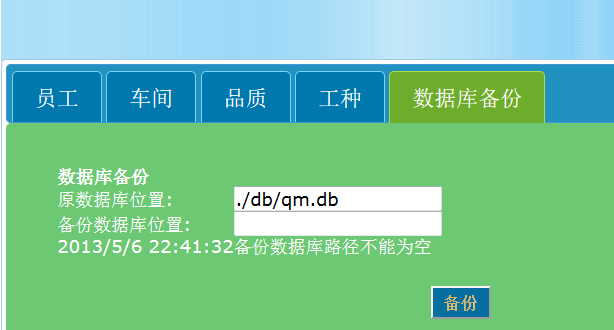 员工 车间 品质 工种 数据库备份
数据库备份
原数据库位置: ./db/qm.db
备份数据库位置:
2013/5/6 22:41:32备份数据库路径不能为空
备份